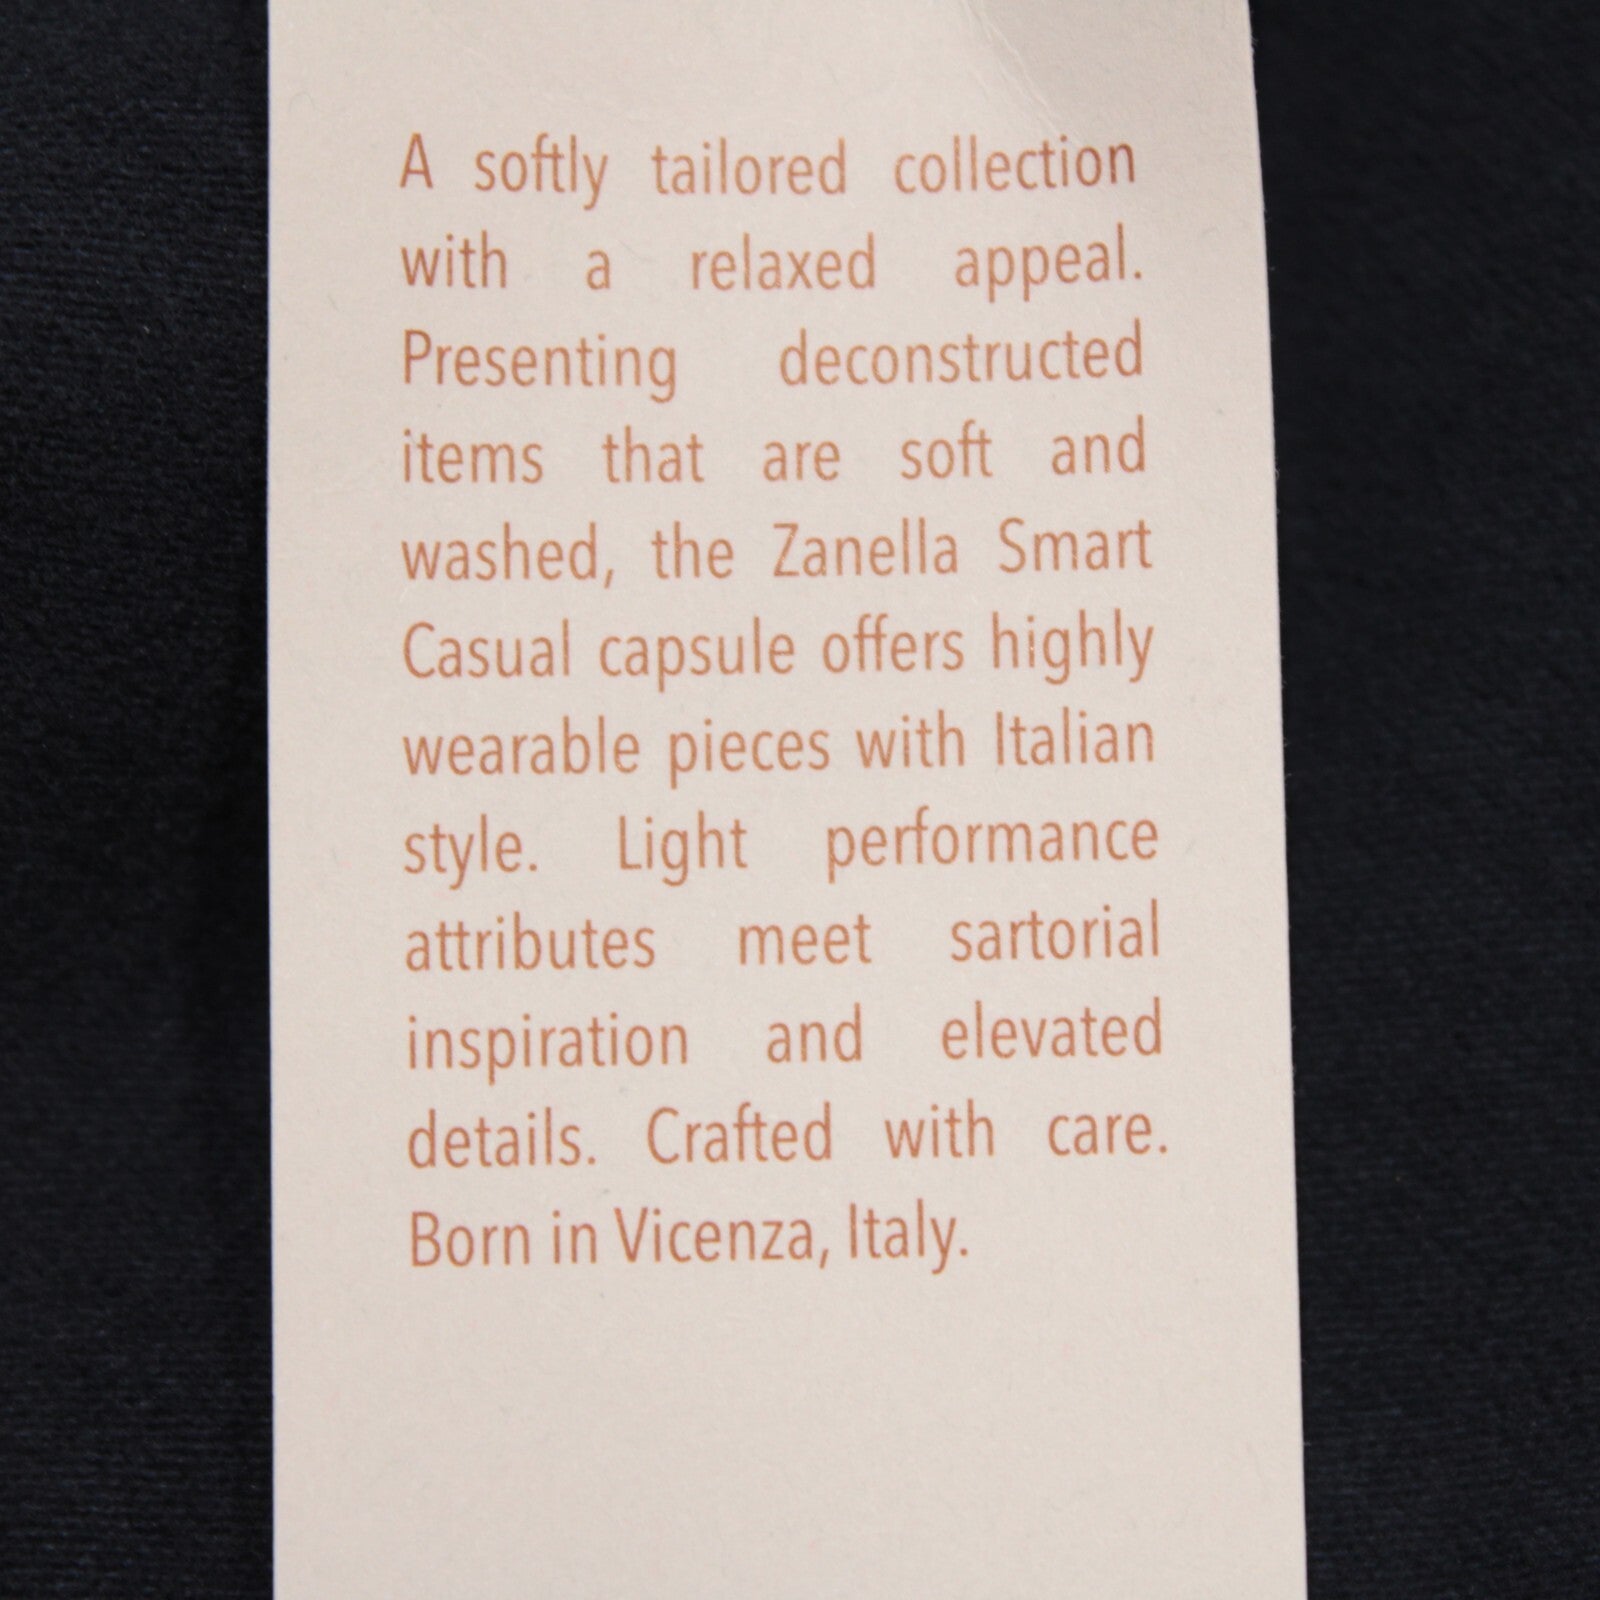 A softly tailored collection
with a relaxed appeal.
Presenting deconstructed
items that are soft and
washed, the Zanella Smart
Casual capsule offers highly
wearable pieces with Italian
style. Light performance
attributes meet sartorial
inspiration and elevated
details. Crafted with care.
Born in Vicenza, Italy.